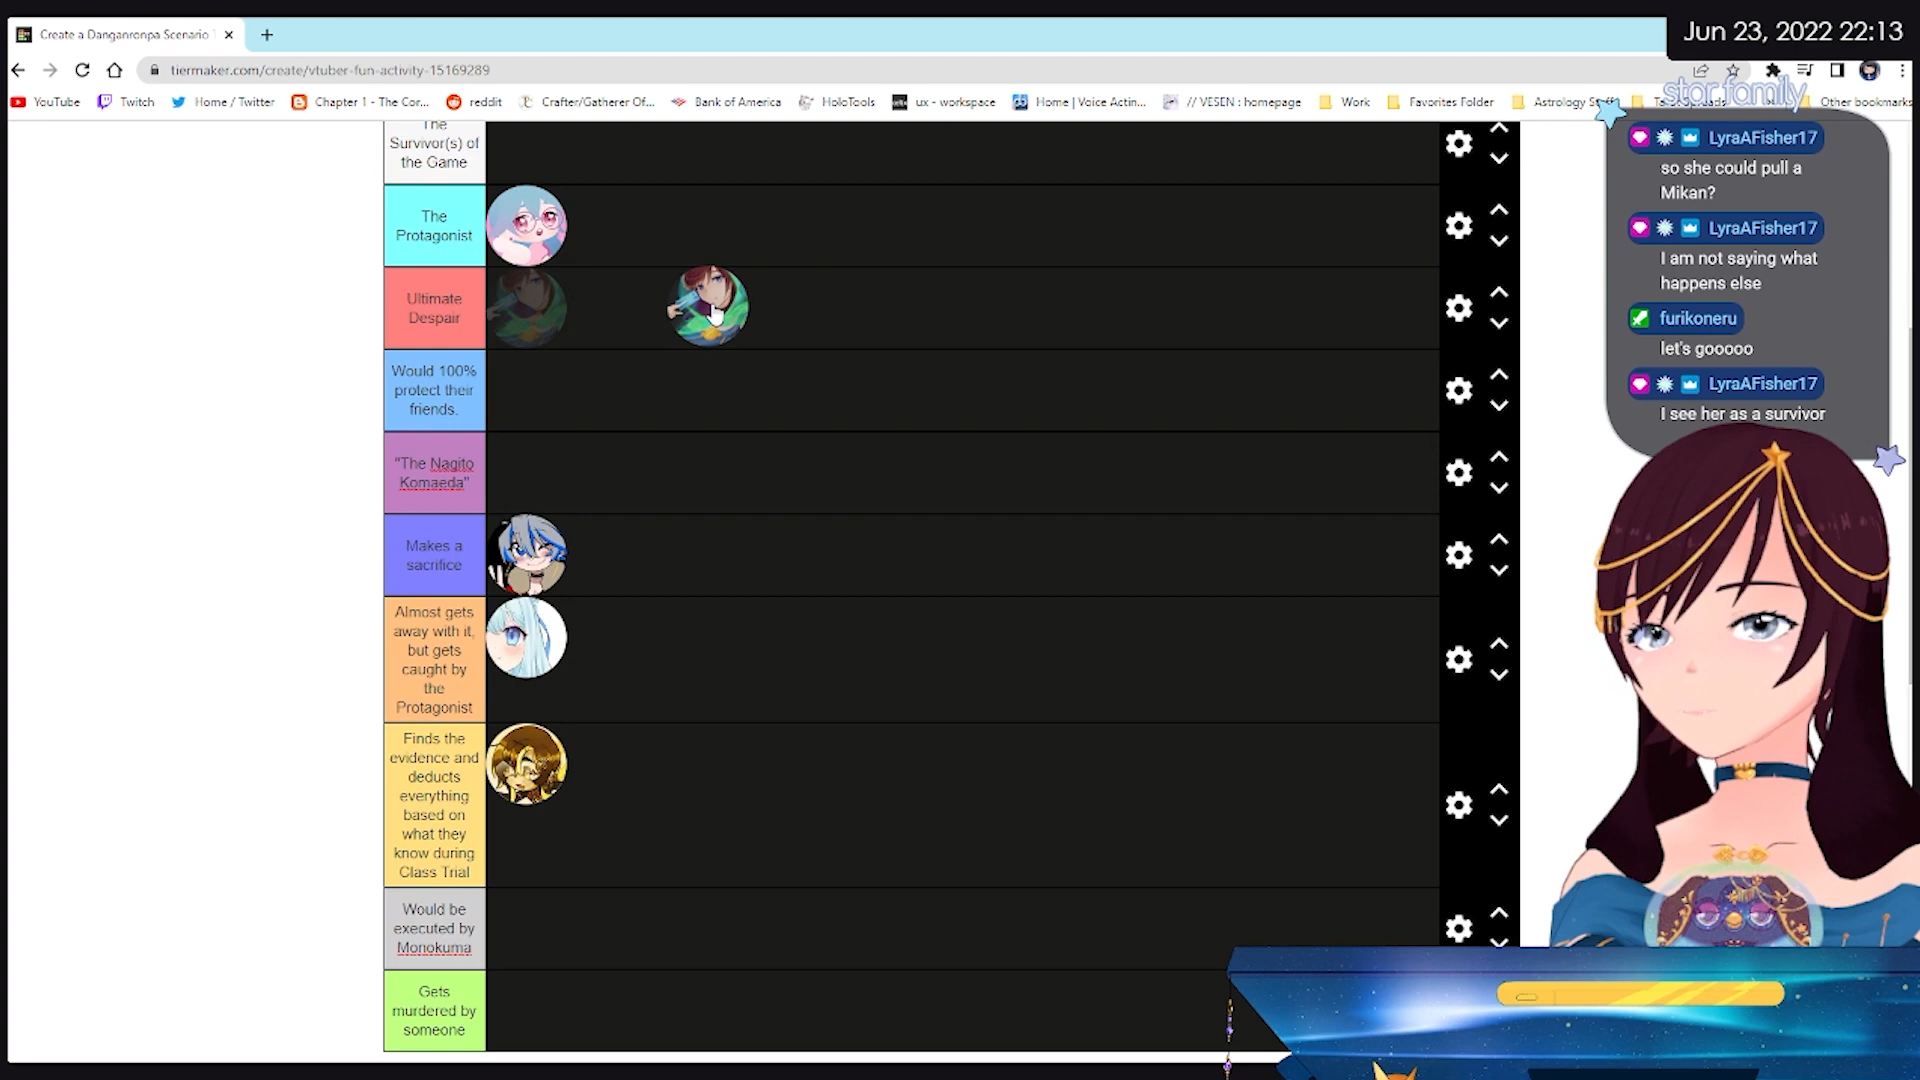 Create a Danganronpa Scenario
Jun 23, 2022 22:13
tiermaker.com/create/vtuber-fun-activity-15169289
YouTube
Twitch
Home / Twitter
Chapter 1 - The Cor...
reddit
Crafter/Gatherer Of...
Bank of America
HoloTools
ux - workspace
Home | Voice Actin...
// VESEN : homepage
Work
Favorites Folder
Astrology
Other bookmarks
star family
The
Survivor(s) of
the Game
The
Protagonist
Ultimate
Despair
Would 100%
protect their
friends.
"The Nagito
Komaeda"
Makes a
sacrifice
Almost gets
away with it,
but gets
caught by
the
Protagonist
Finds the
evidence and
deducts
everything
based on
what they
know during
Class Trial
Would be
executed by
Monokuma
Gets
murdered by
someone
LyraAFisher17
so she could pull a
Mikan?
LyraAFisher17
I am not saying what
happens else
furikoneru
let's gooooo
LyraAFisher17
I see her as a survivor